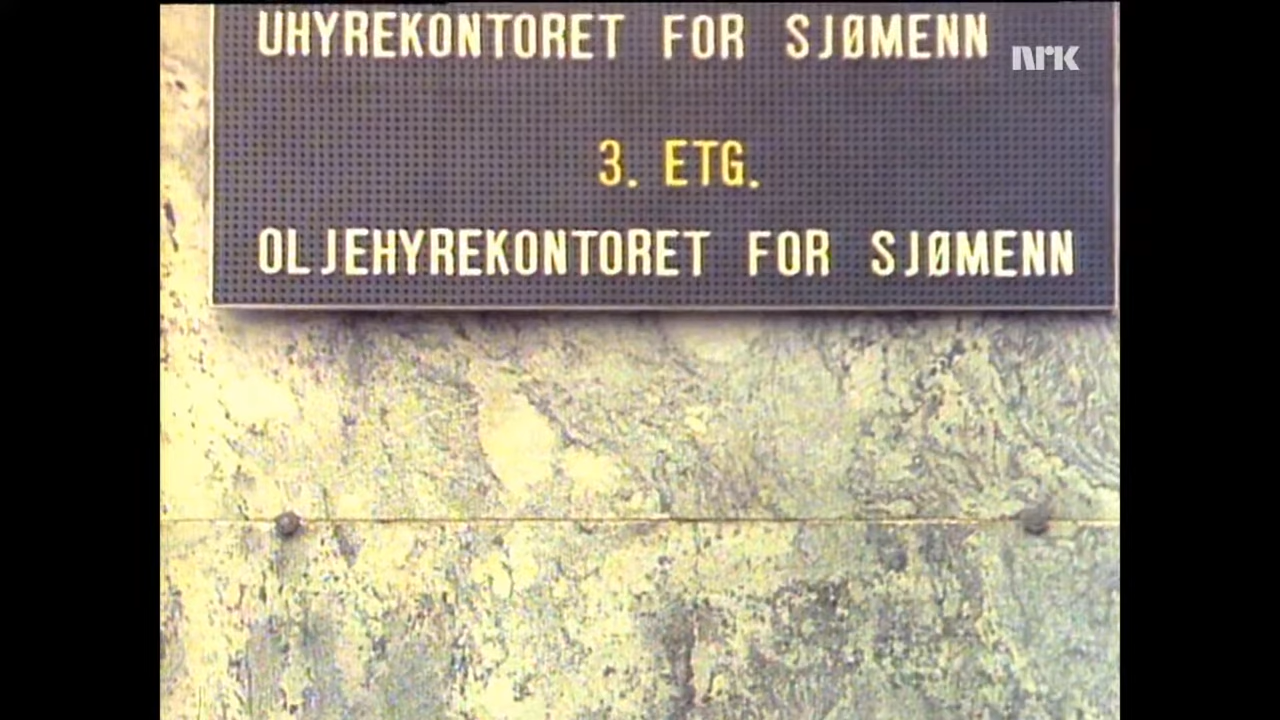 UHYREKONTORET FOR SJØMENN
nrk
3. ETG.
OLJEHYREKONTORET FOR SJØMENN